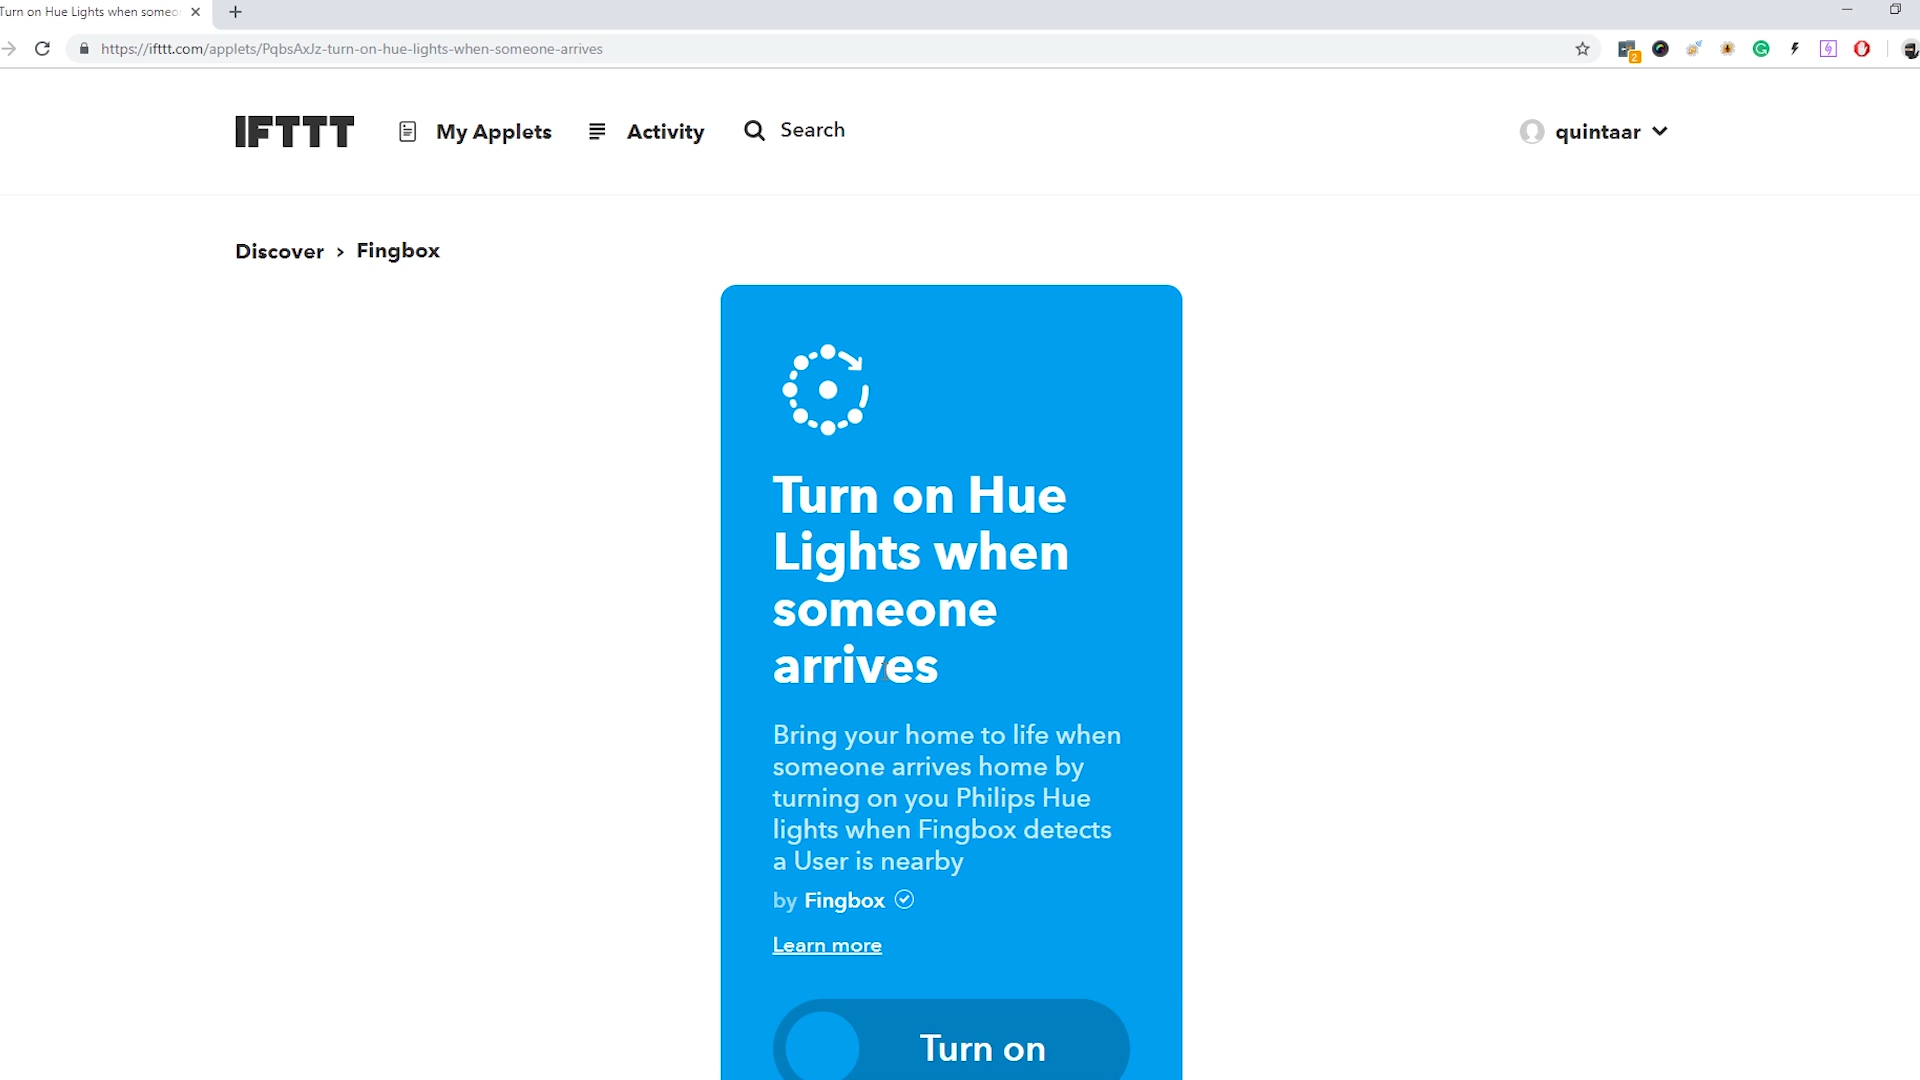 Turn on Hue Lights when someo
https://ifttt.com/applets/PqbsAxJz-turn-on-hue-lights-when-someone-arrives
2
IFTTT My Applets Activity Search quintaar
Discover › Fingbox
Turn on Hue
Lights when
someone
arrives
Bring your home to life when
someone arrives home by
turning on you Philips Hue
lights when Fingbox detects
a User is nearby
by Fingbox
Learn more
Turn on